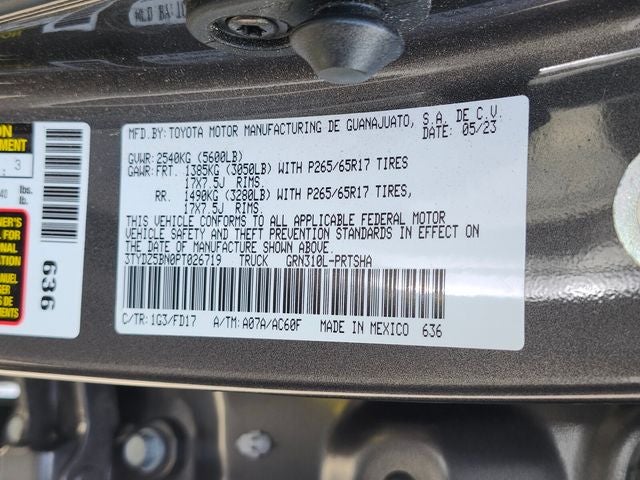 MFD.BY: TOYOTA MOTOR MANUFACTURING DE GUANAJUATO, S.A. DE C.V.
DATE: 05/23
GVWR: 2540KG (5600LB)
GAWR: FRT. 1385KG (3050LB) WITH P265/65R17 TIRES
17X7.5J RIMS.
RR. 1490KG (3280LB) WITH P265/65R17 TIRES,
17X7.5J RIMS.
THIS VEHICLE CONFORMS TO ALL APPLICABLE FEDERAL MOTOR
VEHICLE SAFETY AND THEFT PREVENTION STANDARDS IN EFFECT ON
THE DATE OF MANUFACTURE SHOWN ABOVE.
3TYDZ5BN0PT026719 TRUCK GRN310L-PRTSHA
C/TR: 1G3/FD17 A/TM: A07A/AC60F MADE IN MEXICO 636
lbs.
lb.
636